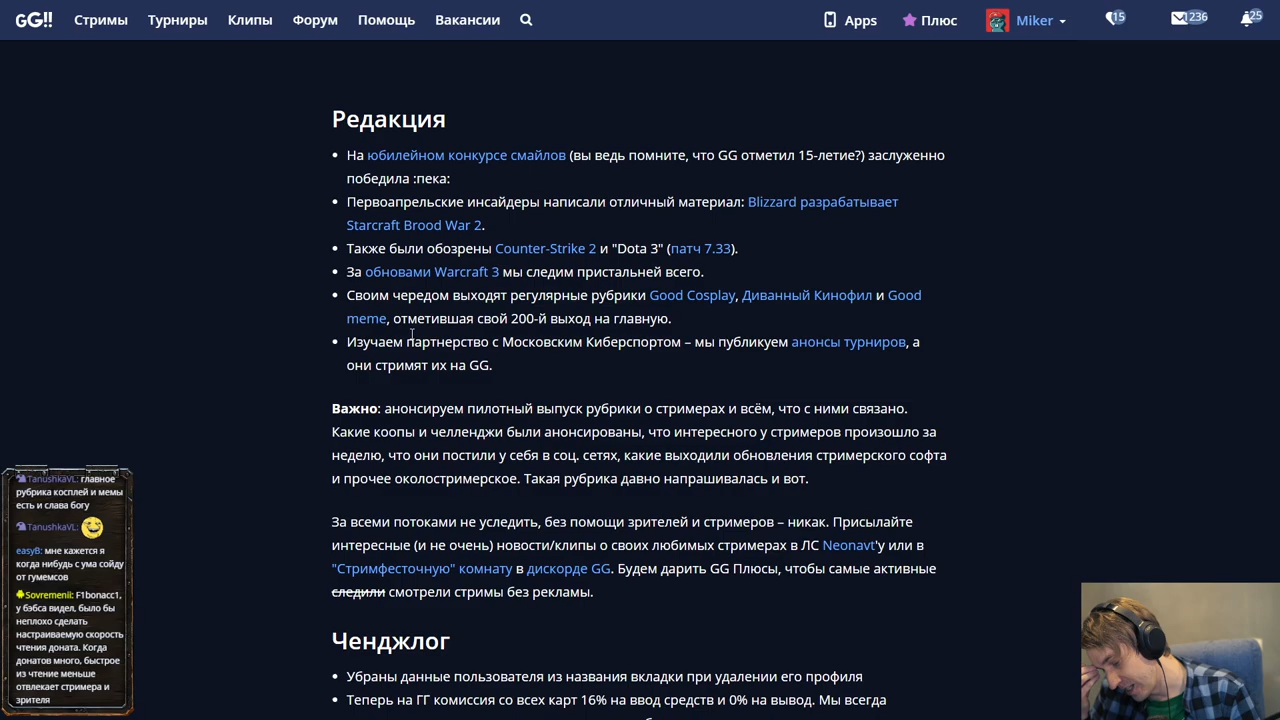 GG!! Стримы Турниры Клипы Форум Помощь Вакансии Apps Плюс Miker 15 236 25
Редакция
• На юбилейном конкурсе смайлов (вы ведь помните, что GG отметил 15-летие?) заслуженно
победила :пека:
• Первоапрельские инсайдеры написали отличный материал: Blizzard разрабатывает
Starcraft Brood War 2.
• Также были обозрены Counter-Strike 2 и "Dota 3" (патч 7.33).
• За обновами Warcraft 3 мы следим пристальней всего.
• Своим чередом выходят регулярные рубрики Good Cosplay, Диванный Кинофил и Good
meme, отметившая свой 200-й выход на главную.
• Изучаем партнерство с Московским Киберспортом – мы публикуем анонсы турниров, а
они стримят их на GG.
Важно: анонсируем пилотный выпуск рубрики о стримерах и всём, что с ними связано.
Какие коопы и челленджи были анонсированы, что интересного у стримеров произошло за
неделю, что они постили у себя в соц. сетях, какие выходили обновления стримерского софта
и прочее околостримерское. Такая рубрика давно напрашивалась и вот.
За всеми потоками не уследить, без помощи зрителей и стримеров – никак. Присылайте
интересные (и не очень) новости/клипы о своих любимых стримерах в ЛС Neonavt'у или в
"Стримфесточную" комнату в дискорде GG. Будем дарить GG Плюсы, чтобы самые активные
следили смотрели стримы без рекламы.
Ченджлог
• Убраны данные пользователя из названия вкладки при удалении его профиля
• Теперь на ГГ комиссия со всех карт 16% на ввод средств и 0% на вывод. Мы всегда
TanushkaVL: главное
рубрика косплей и мемы
есть и слава богу
TanushkaVL:
easyB: мне кажется я
когда нибудь с ума сойду
от гумемсов
Sovremenii: F1bonacc1,
у бэбса видел, было бы
неплохо сделать
настраиваемую скорость
чтения доната. Когда
донатов много, быстрое
из чтение меньше
отвлекает стримера и
зрителя